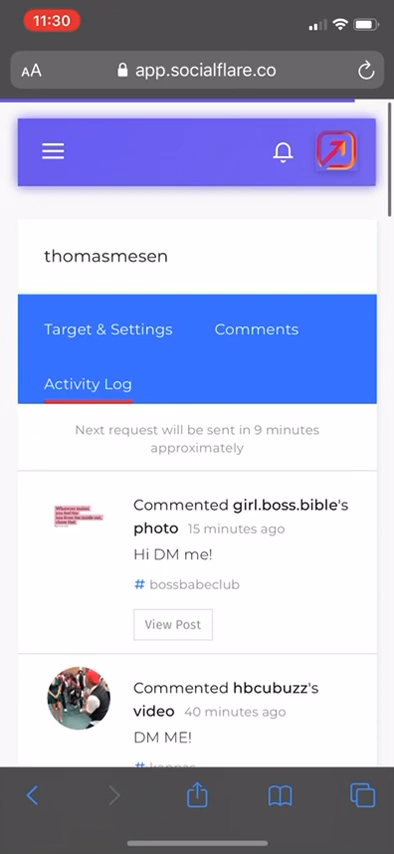 11:30
AA app.socialflare.co
thomasmesen
Target & Settings Comments
Activity Log
Next request will be sent in 9 minutes
approximately
Commented girl.boss.bible's
photo 15 minutes ago
Hi DM me!
# bossbabeclub
View Post
Commented hbcubuzz's
video 40 minutes ago
DM ME!